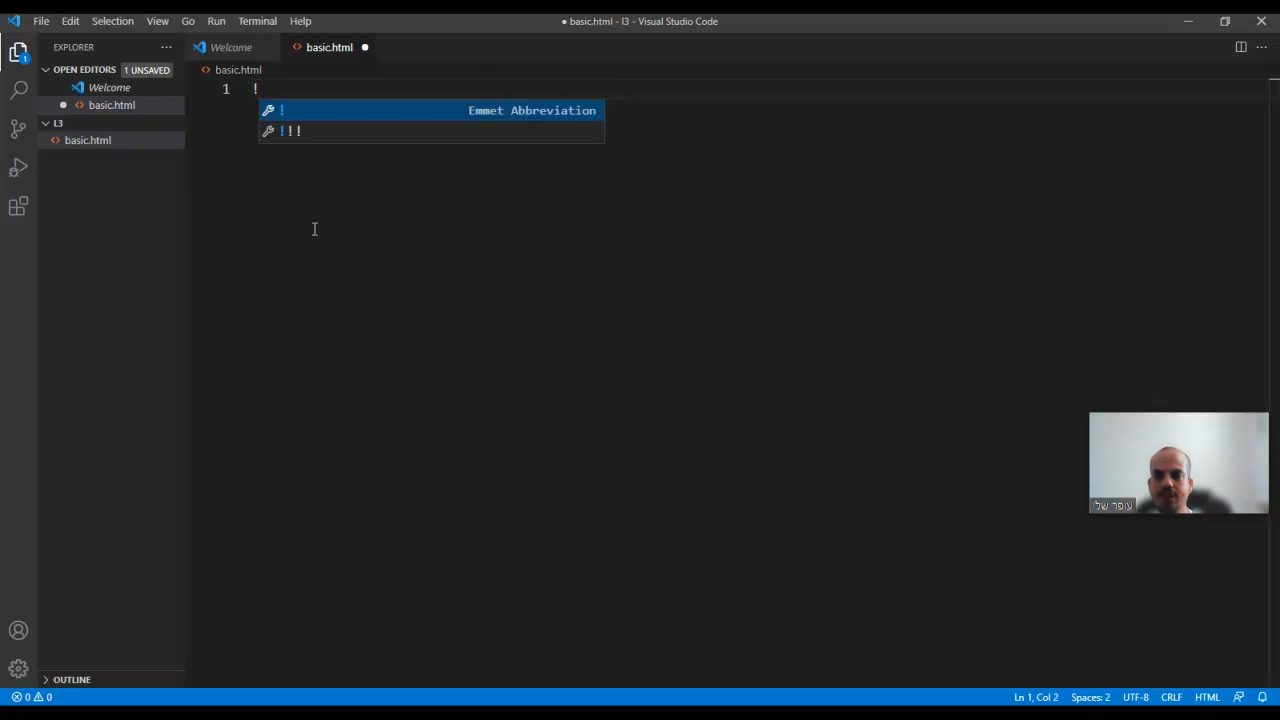 File Edit Selection View Go Run Terminal Help
● basic.html - l3 - Visual Studio Code
EXPLORER
Welcome
basic.html
OPEN EDITORS
1 UNSAVED
basic.html
Welcome
1 !
1
basic.html
! Emmet Abbreviation
L3
!!!
basic.html
עופר שלי
OUTLINE
0 0
Ln 1, Col 2 Spaces: 2 UTF-8 CRLF HTML